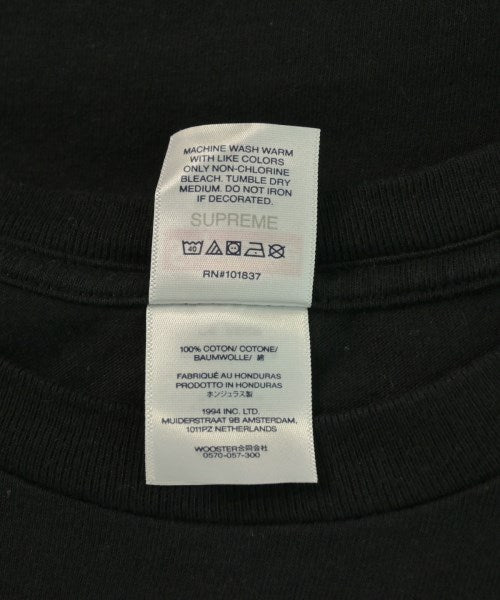 MACHINE WASH WARM
WITH LIKE COLORS
ONLY NON-CHLORINE
BLEACH. TUMBLE DRY
MEDIUM. DO NOT IRON
IF DECORATED.
SUPREME
40
RN#101837
100% COTON/ COTONE/
BAUMWOLLE/ 綿
FABRIQUÉ AU HONDURAS
PRODOTTO IN HONDURAS
ホンジュラス製
1994 INC. LTD.
MUIDERSTRAAT 9B AMSTERDAM,
1011PZ NETHERLANDS
WOOSTER合同会社
0570-057-300